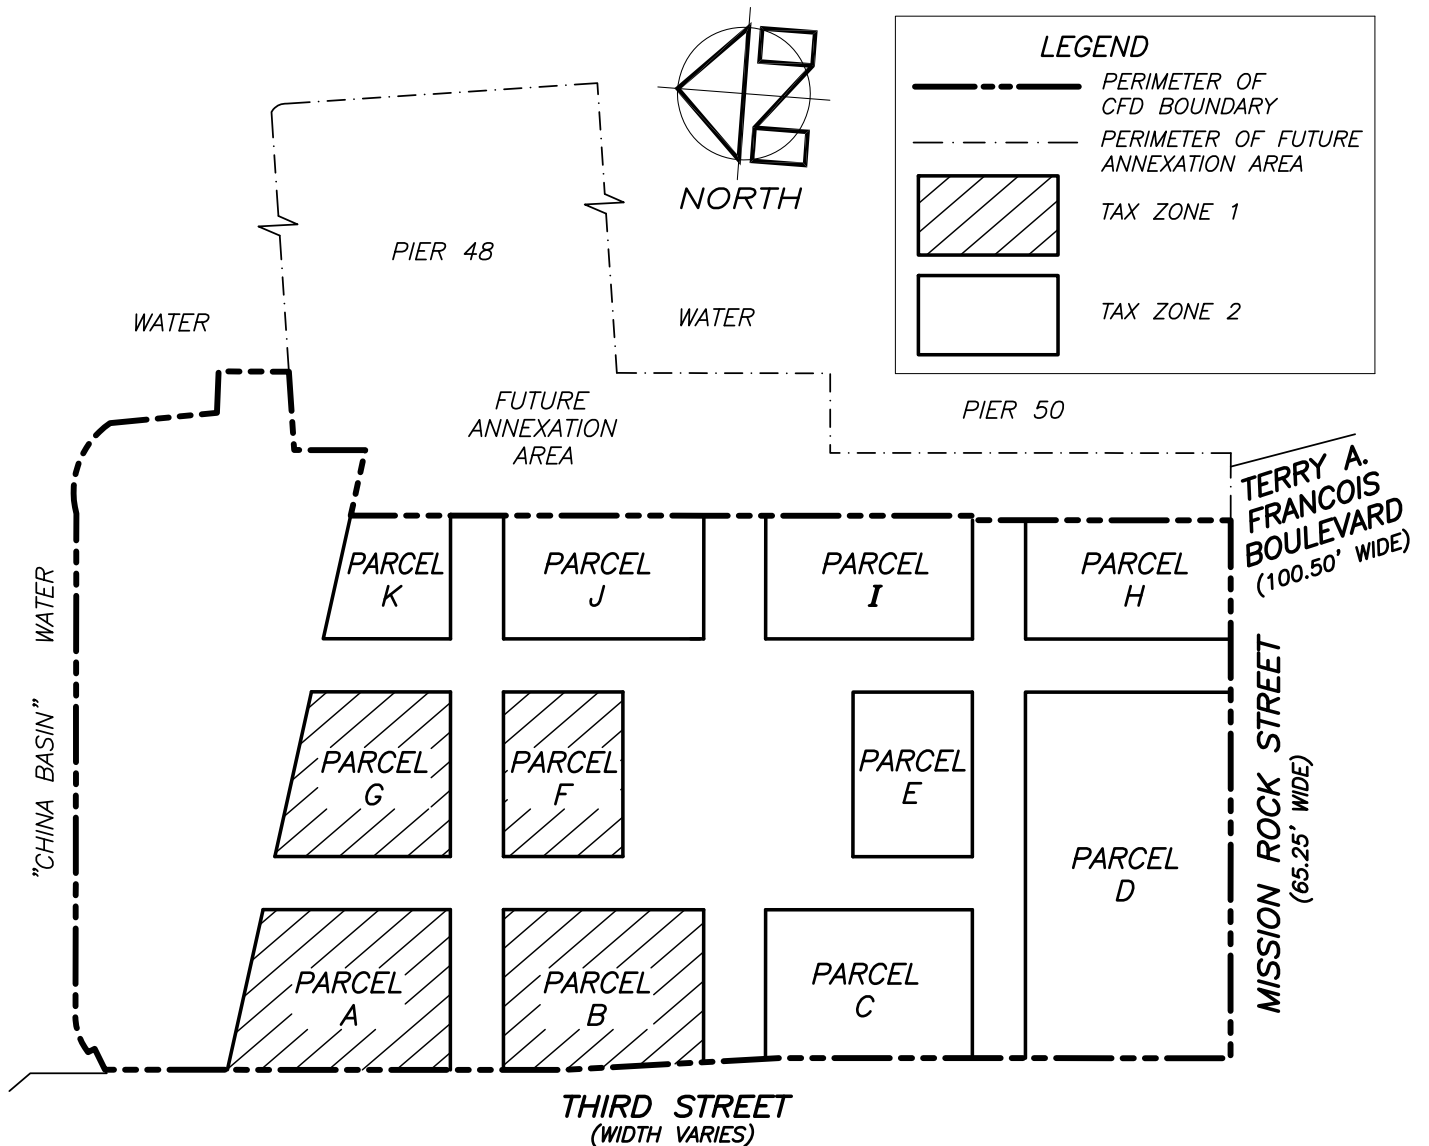 LEGEND
PERIMETER OF
CFD BOUNDARY
PERIMETER OF FUTURE
ANNEXATION AREA
TAX ZONE 1
TAX ZONE 2
NORTH
PIER 48
WATER
WATER
FUTURE
ANNEXATION
AREA
PIER 50
TERRY A.
FRANCOIS
BOULEVARD
(100.50' WIDE)
PARCEL
K
PARCEL
J
PARCEL
I
PARCEL
H
"CHINA BASIN" WATER
MISSION ROCK STREET
(65.25' WIDE)
PARCEL
G
PARCEL
F
PARCEL
E
PARCEL
D
PARCEL
A
PARCEL
B
PARCEL
C
THIRD STREET
(WIDTH VARIES)